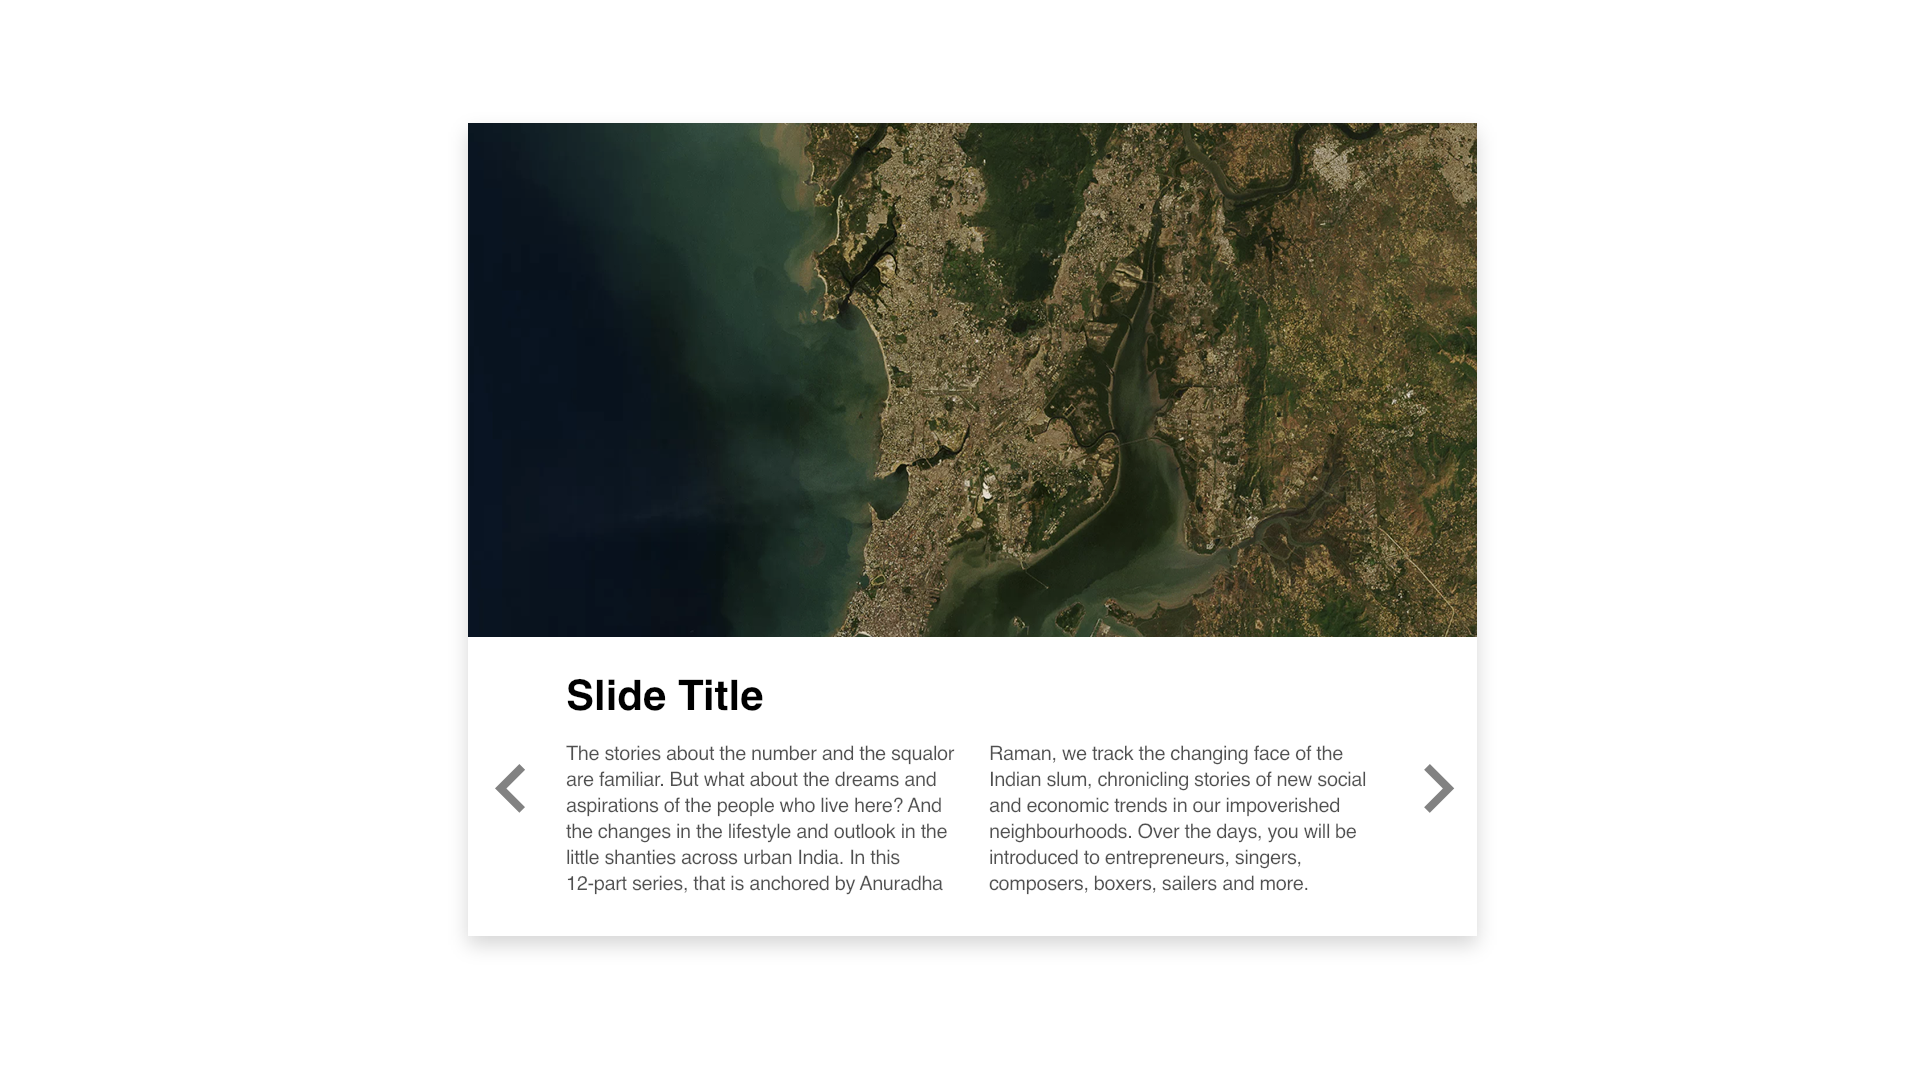 Slide Title
The stories about the number and the squalor
are familiar. But what about the dreams and
aspirations of the people who live here? And
the changes in the lifestyle and outlook in the
little shanties across urban India. In this
12-part series, that is anchored by Anuradha
Raman, we track the changing face of the
Indian slum, chronicling stories of new social
and economic trends in our impoverished
neighbourhoods. Over the days, you will be
introduced to entrepreneurs, singers,
composers, boxers, sailers and more.